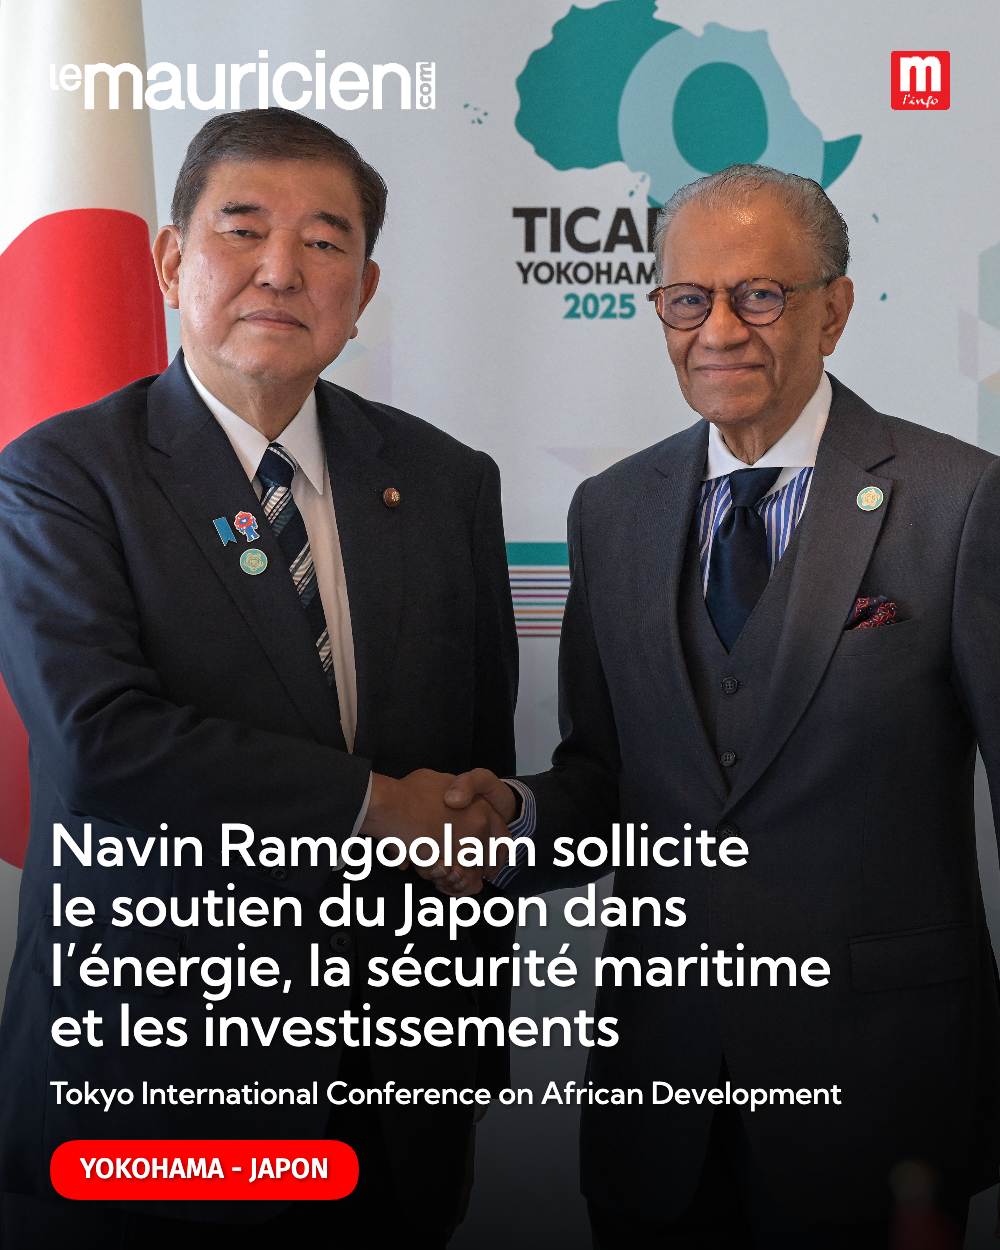 lemauricien.com
m
l'info
TICA
YOKOHAM
2025
Navin Ramgoolam sollicite
le soutien du Japon dans
l'énergie, la sécurité maritime
et les investissements
Tokyo International Conference on African Development
YOKOHAMA - JAPON